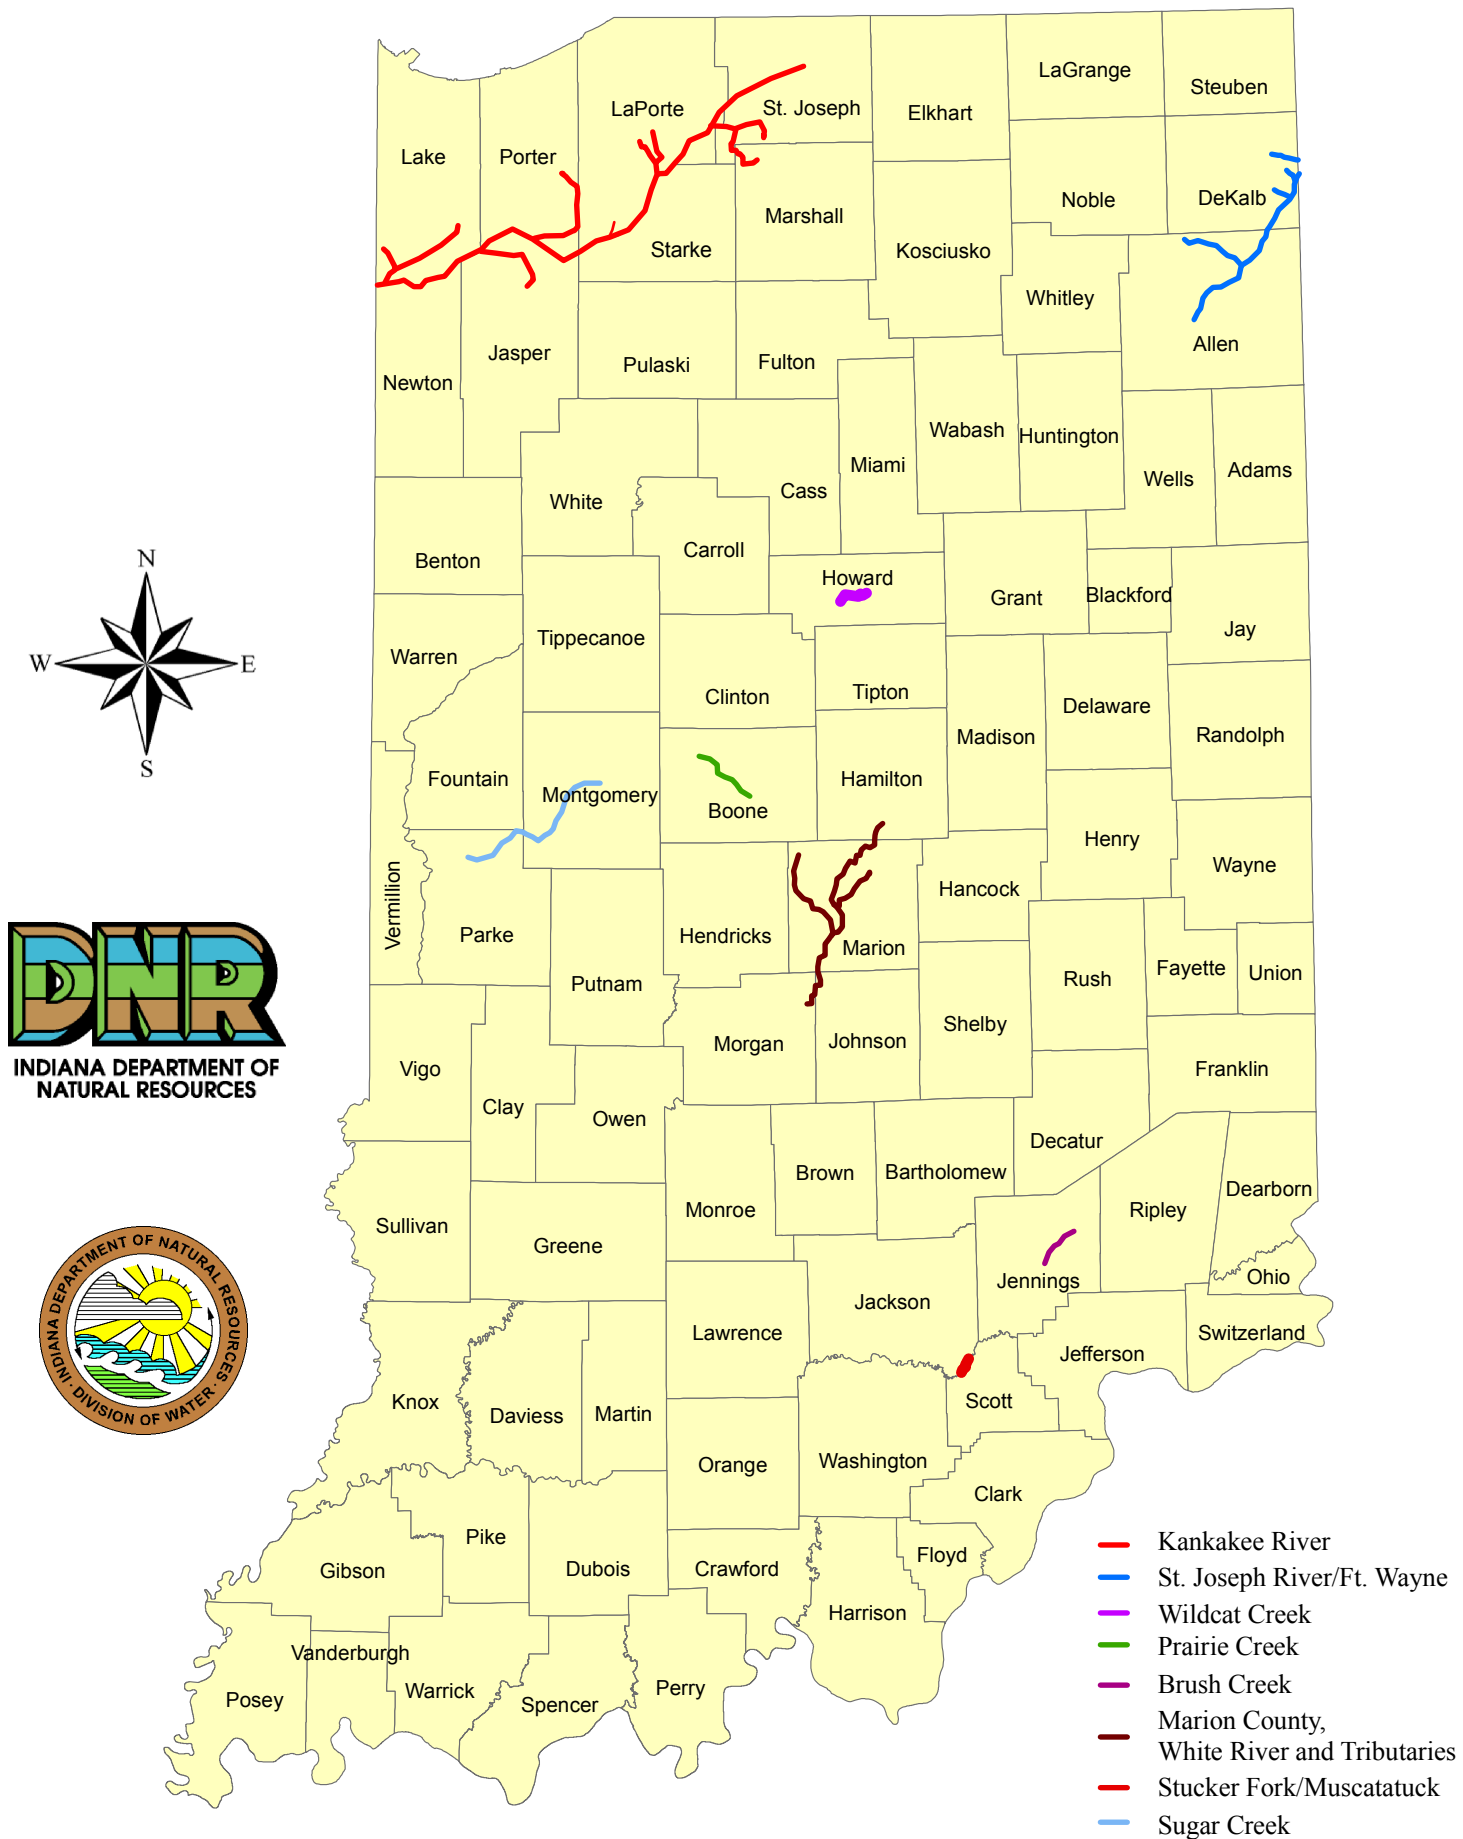 LaGrange
Steuben
LaPorte
St. Joseph
Elkhart
Lake
Porter
Noble
DeKalb
Marshall
Starke
Kosciusko
Whitley
Allen
Jasper
Pulaski
Fulton
Newton
Wabash
Huntington
Miami
Wells
Adams
White
Cass
Carroll
Benton
Howard
Grant
Blackford
Jay
Tippecanoe
Warren
Clinton
Tipton
Delaware
Madison
Randolph
Fountain
Montgomery
Boone
Hamilton
Henry
Wayne
Vermillion
Hancock
Parke
Hendricks
Marion
Putnam
Rush
Fayette
Union
Morgan
Johnson
Shelby
Vigo
Franklin
Clay
Owen
Decatur
Brown
Bartholomew
Dearborn
Monroe
Ripley
Sullivan
Greene
Jennings
Ohio
Jackson
Lawrence
Switzerland
Jefferson
Knox
Daviess
Martin
Scott
Orange
Washington
Clark
Pike
Gibson
Dubois
Crawford
Floyd
Harrison
Vanderburgh
Posey
Warrick
Spencer
Perry
N
W
E
S
DNR
INDIANA DEPARTMENT OF
NATURAL RESOURCES
INDIANA DEPARTMENT OF NATURAL RESOURCES
· DIVISION OF WATER ·
Kankakee River
St. Joseph River/Ft. Wayne
Wildcat Creek
Prairie Creek
Brush Creek
Marion County,
White River and Tributaries
Stucker Fork/Muscatatuck
Sugar Creek